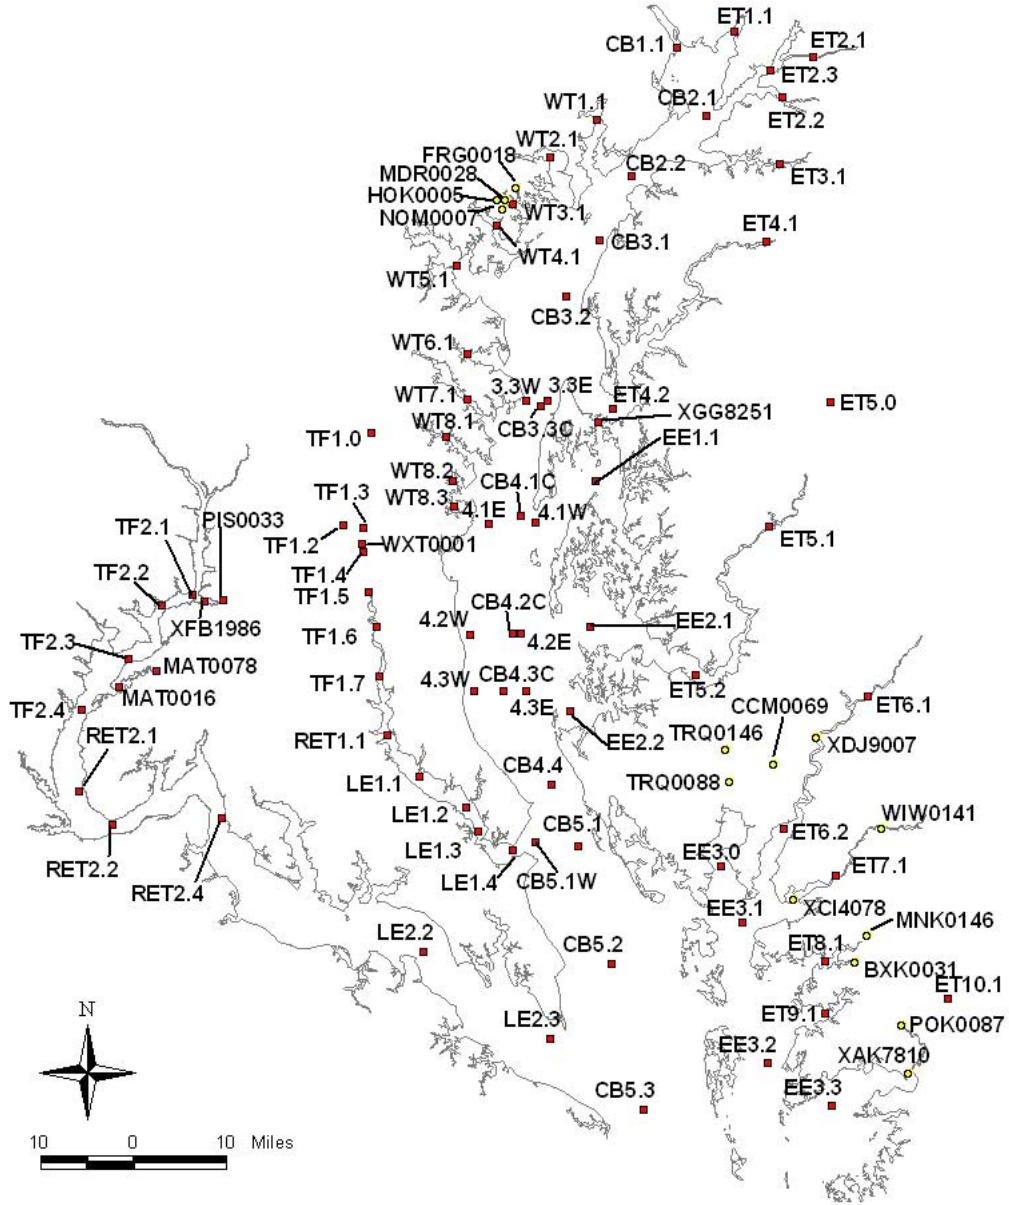 ET1.1
CB1.1
ET2.1
ET2.3
CB2.1
WT1.1
ET2.2
WT2.1
FRG0018
CB2.2
MDR0028
ET3.1
HOK0005
WT3.1
NOM0007
ET4.1
CB3.1
WT4.1
WT5.1
CB3.2
WT6.1
3.3W 3.3E
WT7.1
ET4.2
ET5.0
XGG8251
WT8.1
CB3.3C
TF1.0
EE1.1
WT8.2
CB4.1C
TF1.3
WT8.3
4.1E
4.1W
PIS0033
TF2.1
TF1.2
WXT0001
ET5.1
TF2.2
TF1.4
TF1.5
CB4.2C
XFB1986
4.2W
EE2.1
TF1.6
4.2E
TF2.3
MAT0078
4.3W
CB4.3C
TF1.7
ET5.2
MAT0016
TF2.4
4.3E
CCM0069
ET6.1
RET2.1
RET1.1
EE2.2
TRQ0146
XDJ9007
CB4.4
LE1.1
TRQ0088
LE1.2
WIW0141
CB5.1
ET6.2
LE1.3
EE3.0
RET2.2
ET7.1
LE1.4
CB5.1W
RET2.4
EE3.1
XCI4078
MNK0146
LE2.2
CB5.2
ET8.1
BXK0031
ET10.1
N
LE2.3
ET9.1
POK0087
EE3.2
XAK7810
CB5.3
EE3.3
10 0 10 Miles